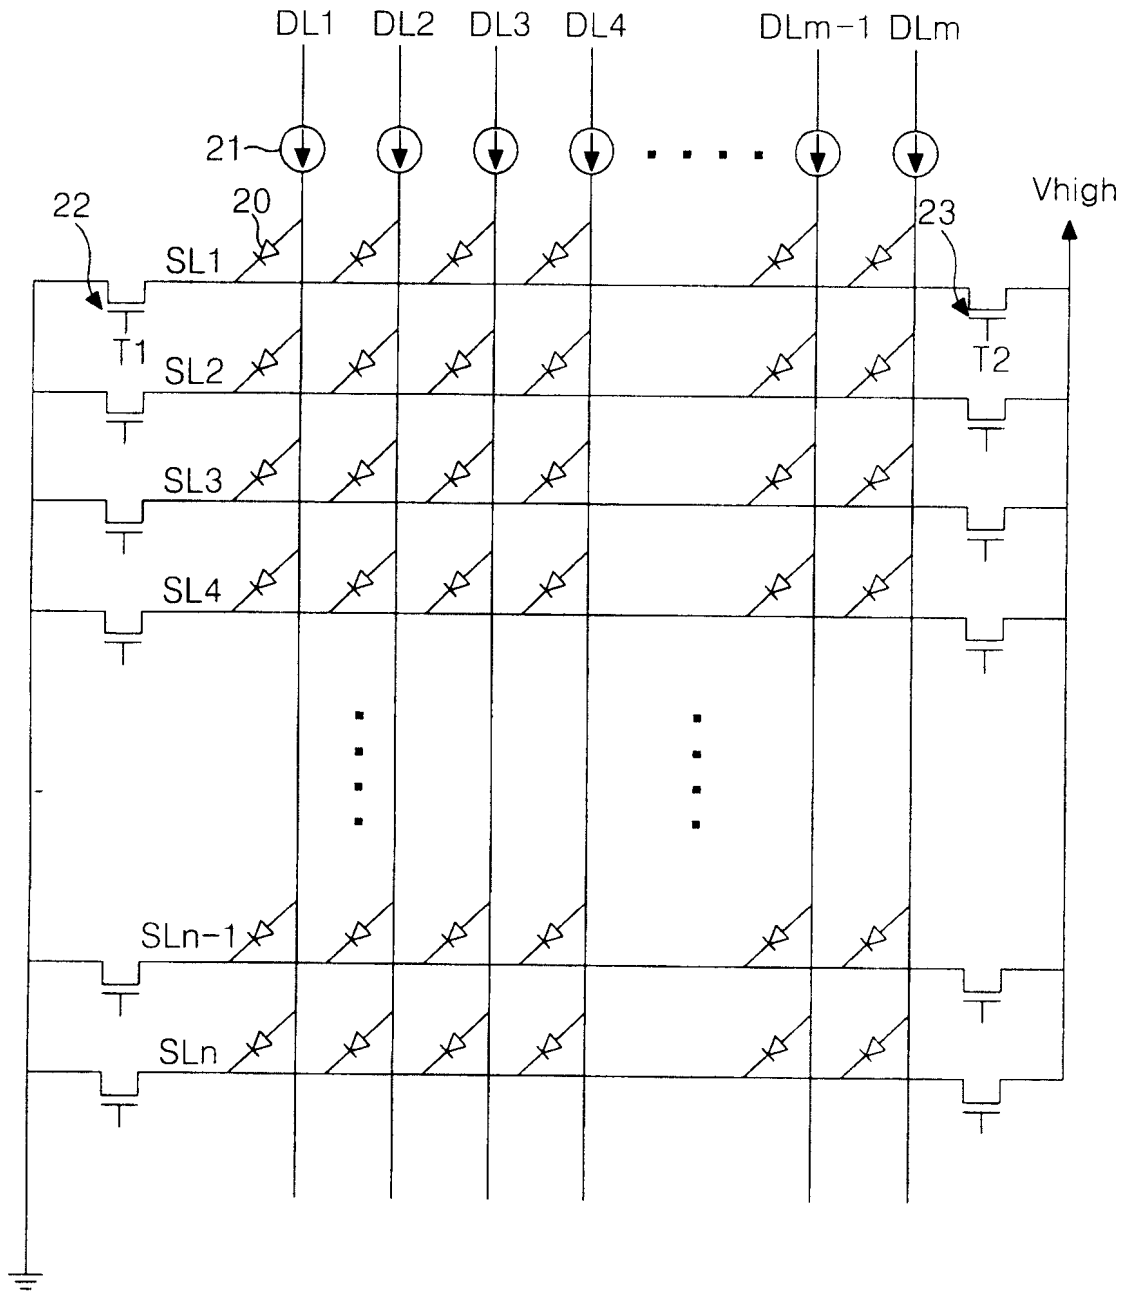 DL1 DL2 DL3 DL4 DLm-1 DLm
21
Vhigh
22 20 23
SL1
T1 T2
SL2
SL3
SL4
SLn-1
SLn